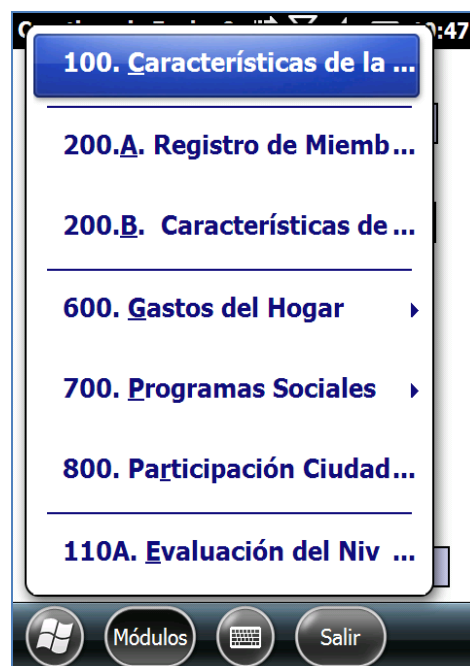 :47
100. Características de la ...
200.A. Registro de Miemb...
200.B. Características de ...
600. Gastos del Hogar
700. Programas Sociales
800. Participación Ciudad...
110A. Evaluación del Niv ...
Módulos Salir